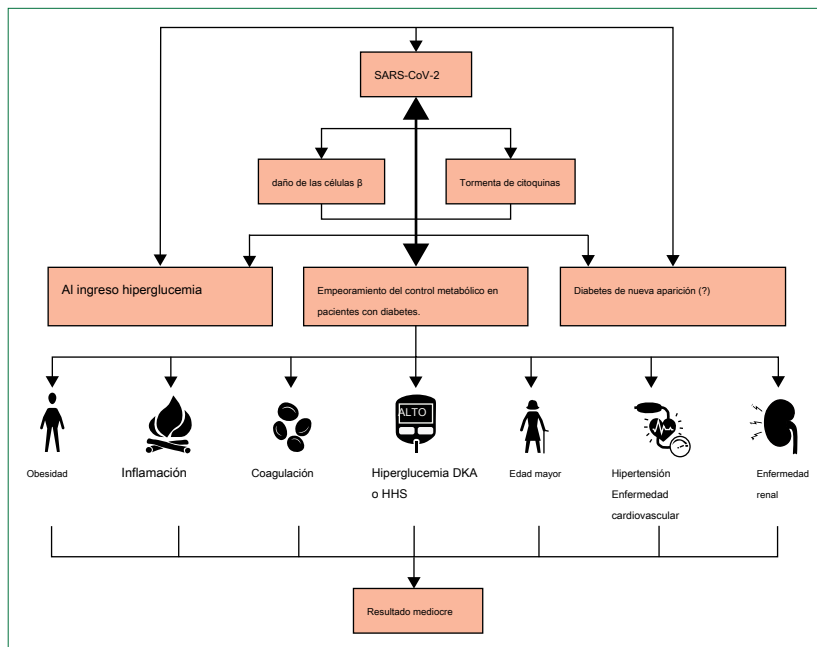 SARS-CoV-2
daño de las células β
Tormenta de citoquinas
Al ingreso hiperglucemia
Empeoramiento del control metabólico en
pacientes con diabetes.
Diabetes de nueva aparición (?)
ALTO
Obesidad
Inflamación
Coagulación
Hiperglucemia DKA
o HHS
Edad mayor
Hipertensión
Enfermedad
cardiovascular
Enfermedad
renal
Resultado mediocre